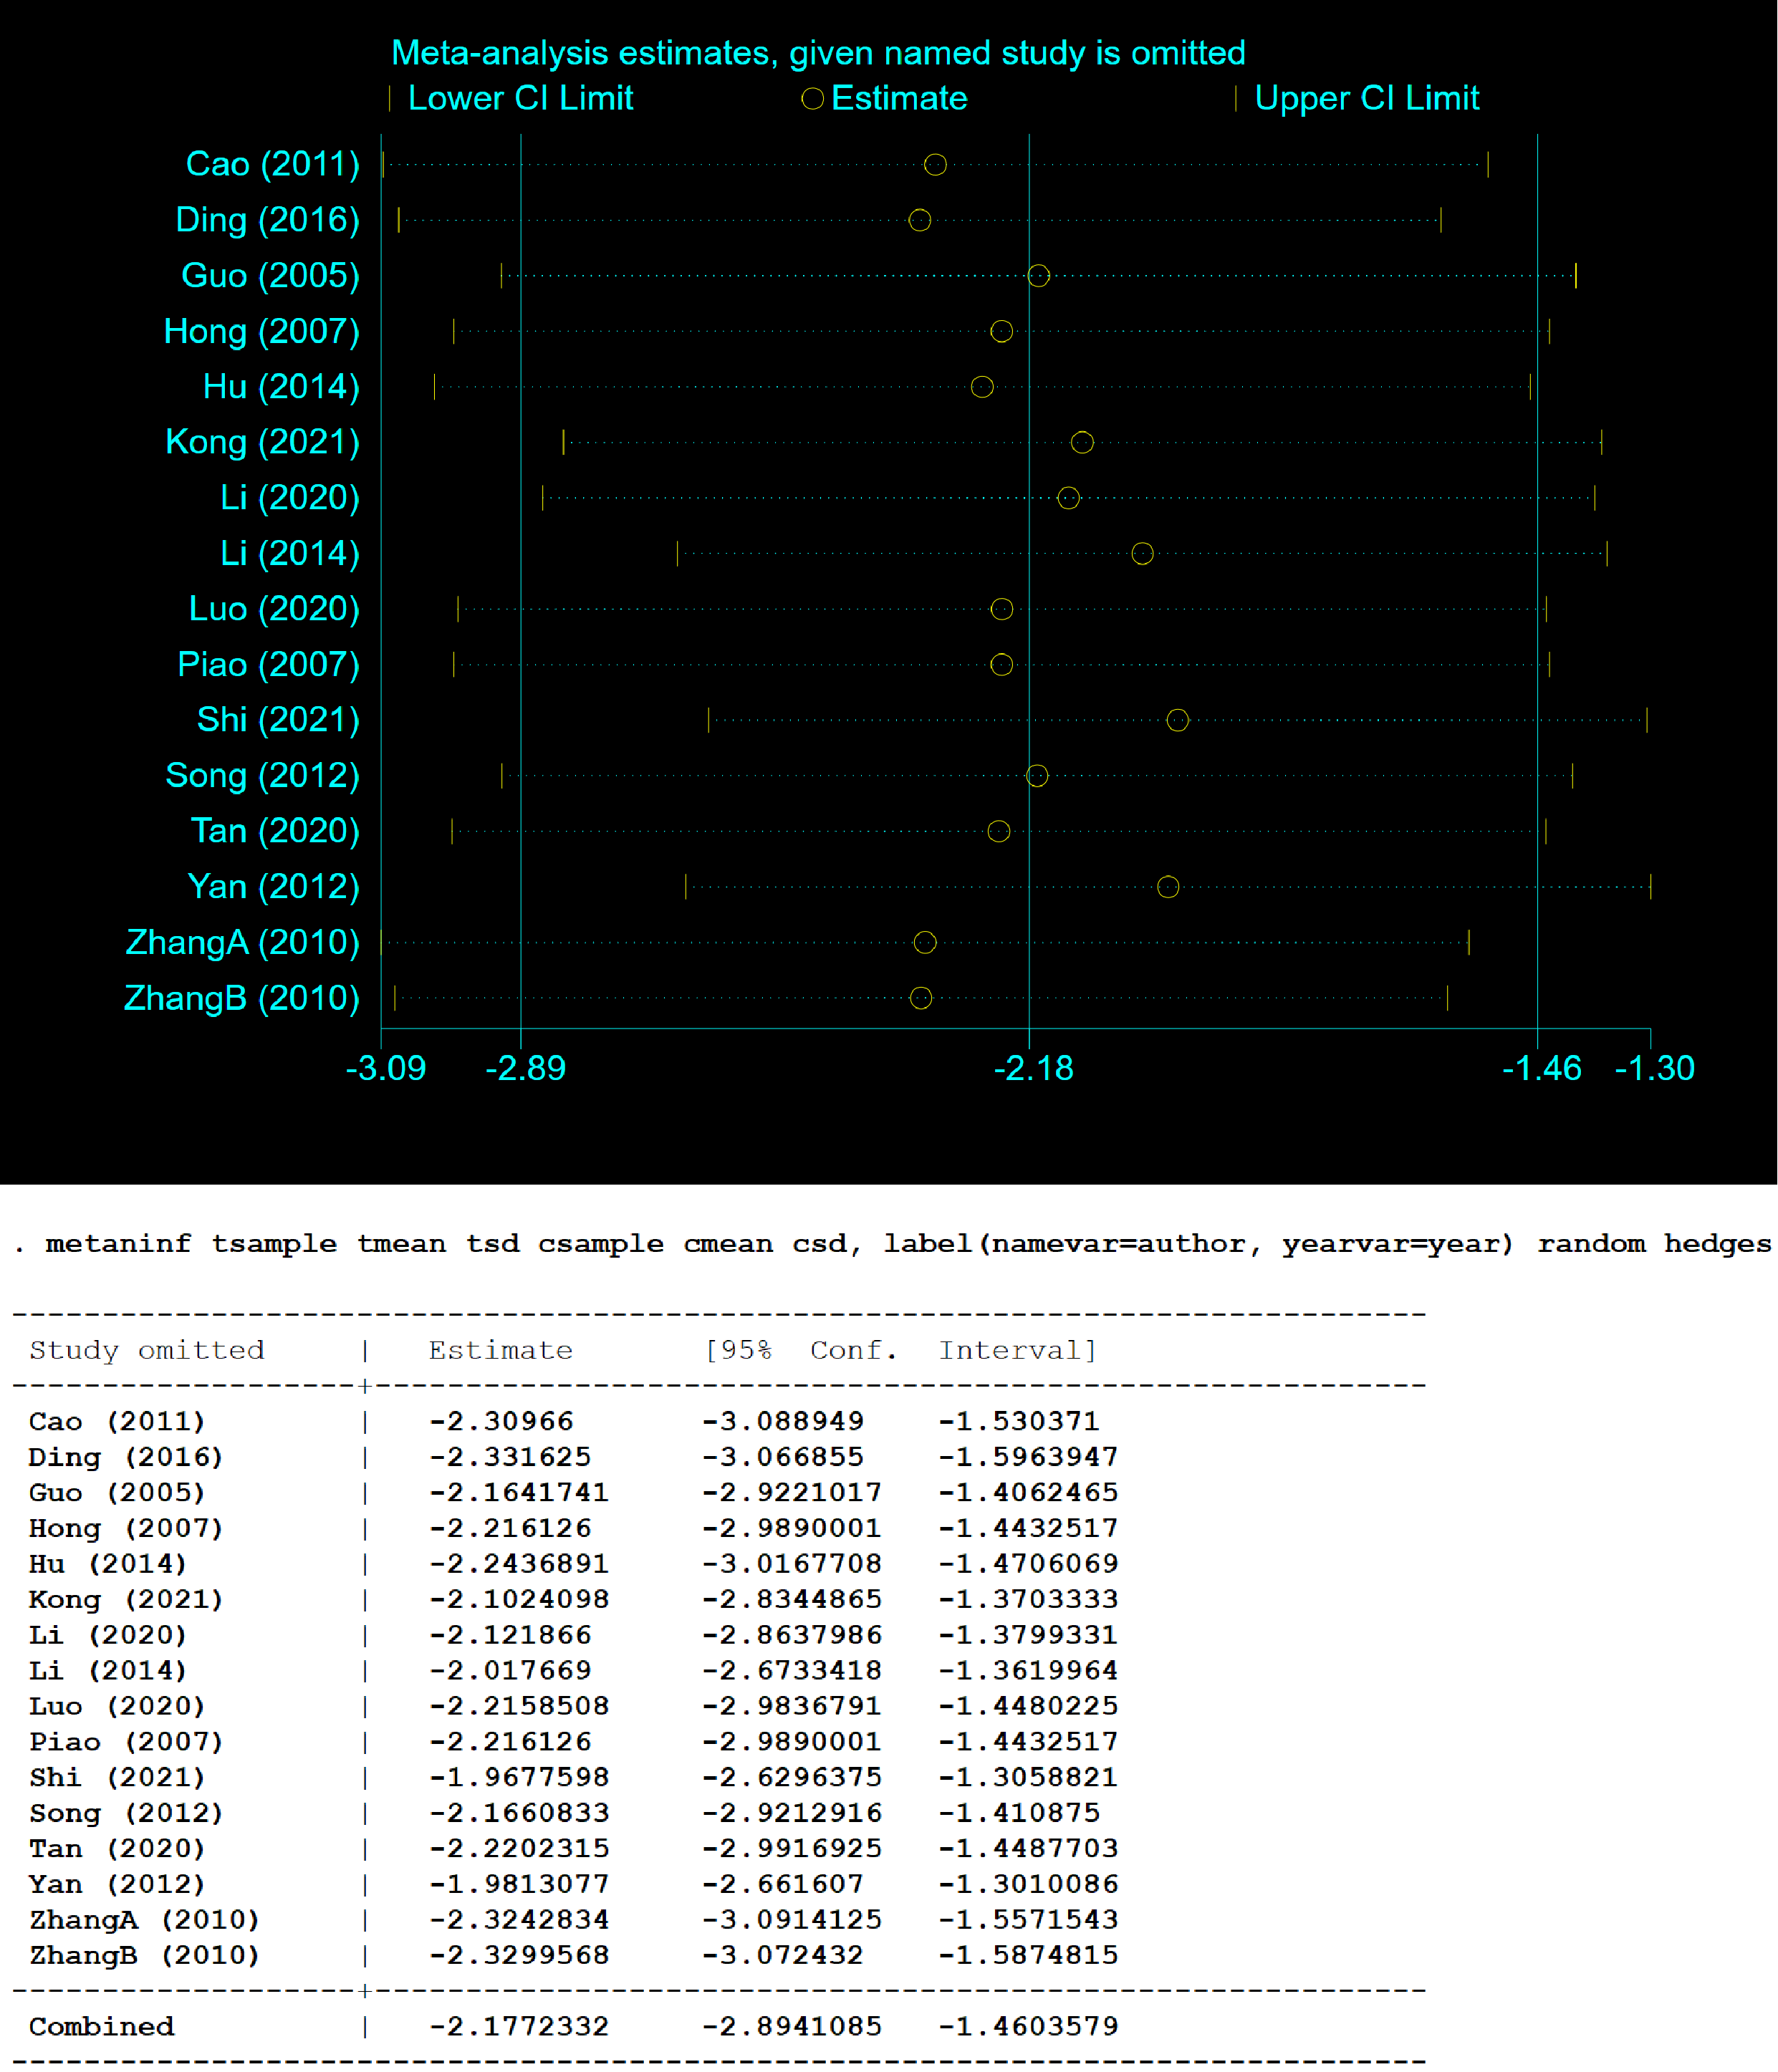 Meta-analysis estimates, given named study is omitted
| Lower CI Limit ○ Estimate | Upper CI Limit
Cao (2011)
Ding (2016)
Guo (2005)
Hong (2007)
Hu (2014)
Kong (2021)
Li (2020)
Li (2014)
Luo (2020)
Piao (2007)
Shi (2021)
Song (2012)
Tan (2020)
Yan (2012)
ZhangA (2010)
ZhangB (2010)
-3.09 -2.89 -2.18 -1.46 -1.30
. metaninf tsample tmean tsd csample cmean csd, label(namevar=author, yearvar=year) random hedges
Study omitted | Estimate [95% Conf. Interval]
Cao (2011) | -2.30966 -3.088949 -1.530371
Ding (2016) | -2.331625 -3.066855 -1.5963947
Guo (2005) | -2.1641741 -2.9221017 -1.4062465
Hong (2007) | -2.216126 -2.9890001 -1.4432517
Hu (2014) | -2.2436891 -3.0167708 -1.4706069
Kong (2021) | -2.1024098 -2.8344865 -1.3703333
Li (2020) | -2.121866 -2.8637986 -1.3799331
Li (2014) | -2.017669 -2.6733418 -1.3619964
Luo (2020) | -2.2158508 -2.9836791 -1.4480225
Piao (2007) | -2.216126 -2.9890001 -1.4432517
Shi (2021) | -1.9677598 -2.6296375 -1.3058821
Song (2012) | -2.1660833 -2.9212916 -1.410875
Tan (2020) | -2.2202315 -2.9916925 -1.4487703
Yan (2012) | -1.9813077 -2.661607 -1.3010086
ZhangA (2010) | -2.3242834 -3.0914125 -1.5571543
ZhangB (2010) | -2.3299568 -3.072432 -1.5874815
Combined | -2.1772332 -2.8941085 -1.4603579